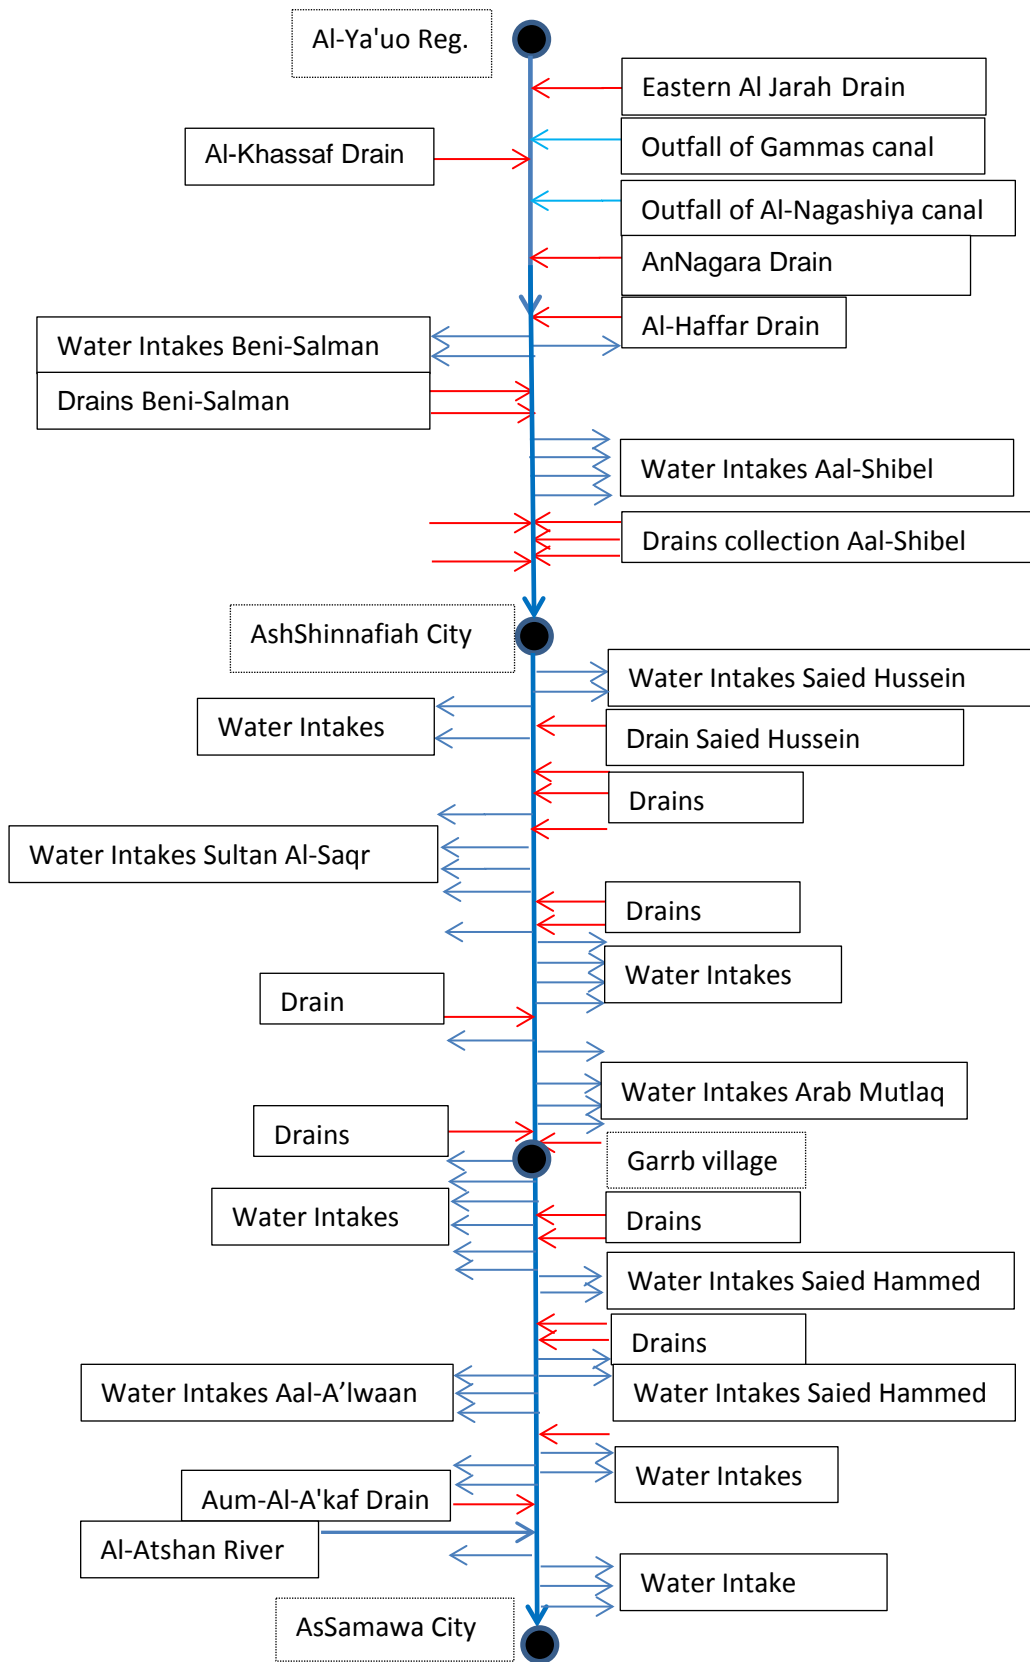 Al-Ya'uo Reg.
Eastern Al Jarah Drain
Outfall of Gammas canal
Al-Khassaf Drain
Outfall of Al-Nagashiya canal
AnNagara Drain
Al-Haffar Drain
Water Intakes Beni-Salman
Drains Beni-Salman
Water Intakes Aal-Shibel
Drains collection Aal-Shibel
AshShinnafiah City
Water Intakes Saied Hussein
Water Intakes
Drain Saied Hussein
Drains
Water Intakes Sultan Al-Saqr
Drains
Water Intakes
Drain
Water Intakes Arab Mutlaq
Drains
Garrb village
Water Intakes
Drains
Water Intakes Saied Hammed
Drains
Water Intakes Aal-A’lwaan
Water Intakes Saied Hammed
Water Intakes
Aum-Al-A'kaf Drain
Al-Atshan River
Water Intake
AsSamawa City